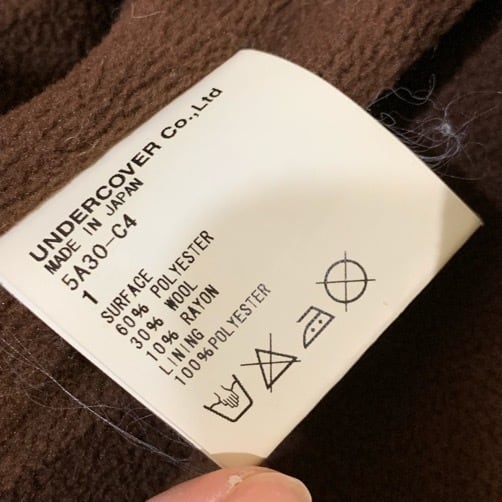 UNDERCOVER Co.,Ltd
MADE IN JAPAN
5A30-C4
1
SURFACE
60% POLYESTER
30% WOOL
10% RAYON
LINING
100%POLYESTER